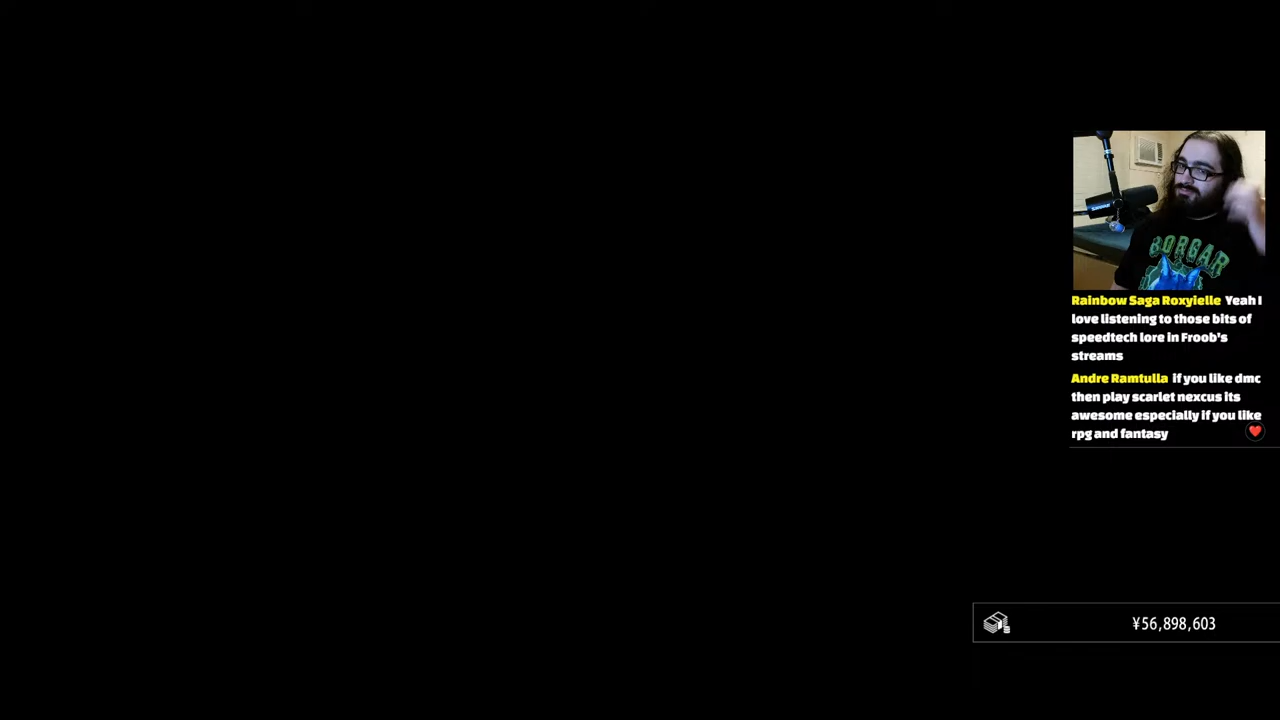 BORGAR
Rainbow Saga Roxyielle Yeah I
love listening to those bits of
speedtech lore in Froob's
streams
Andre Ramtulla if you like dmc
then play scarlet nexcus its
awesome especially if you like
rpg and fantasy
¥56,898,603